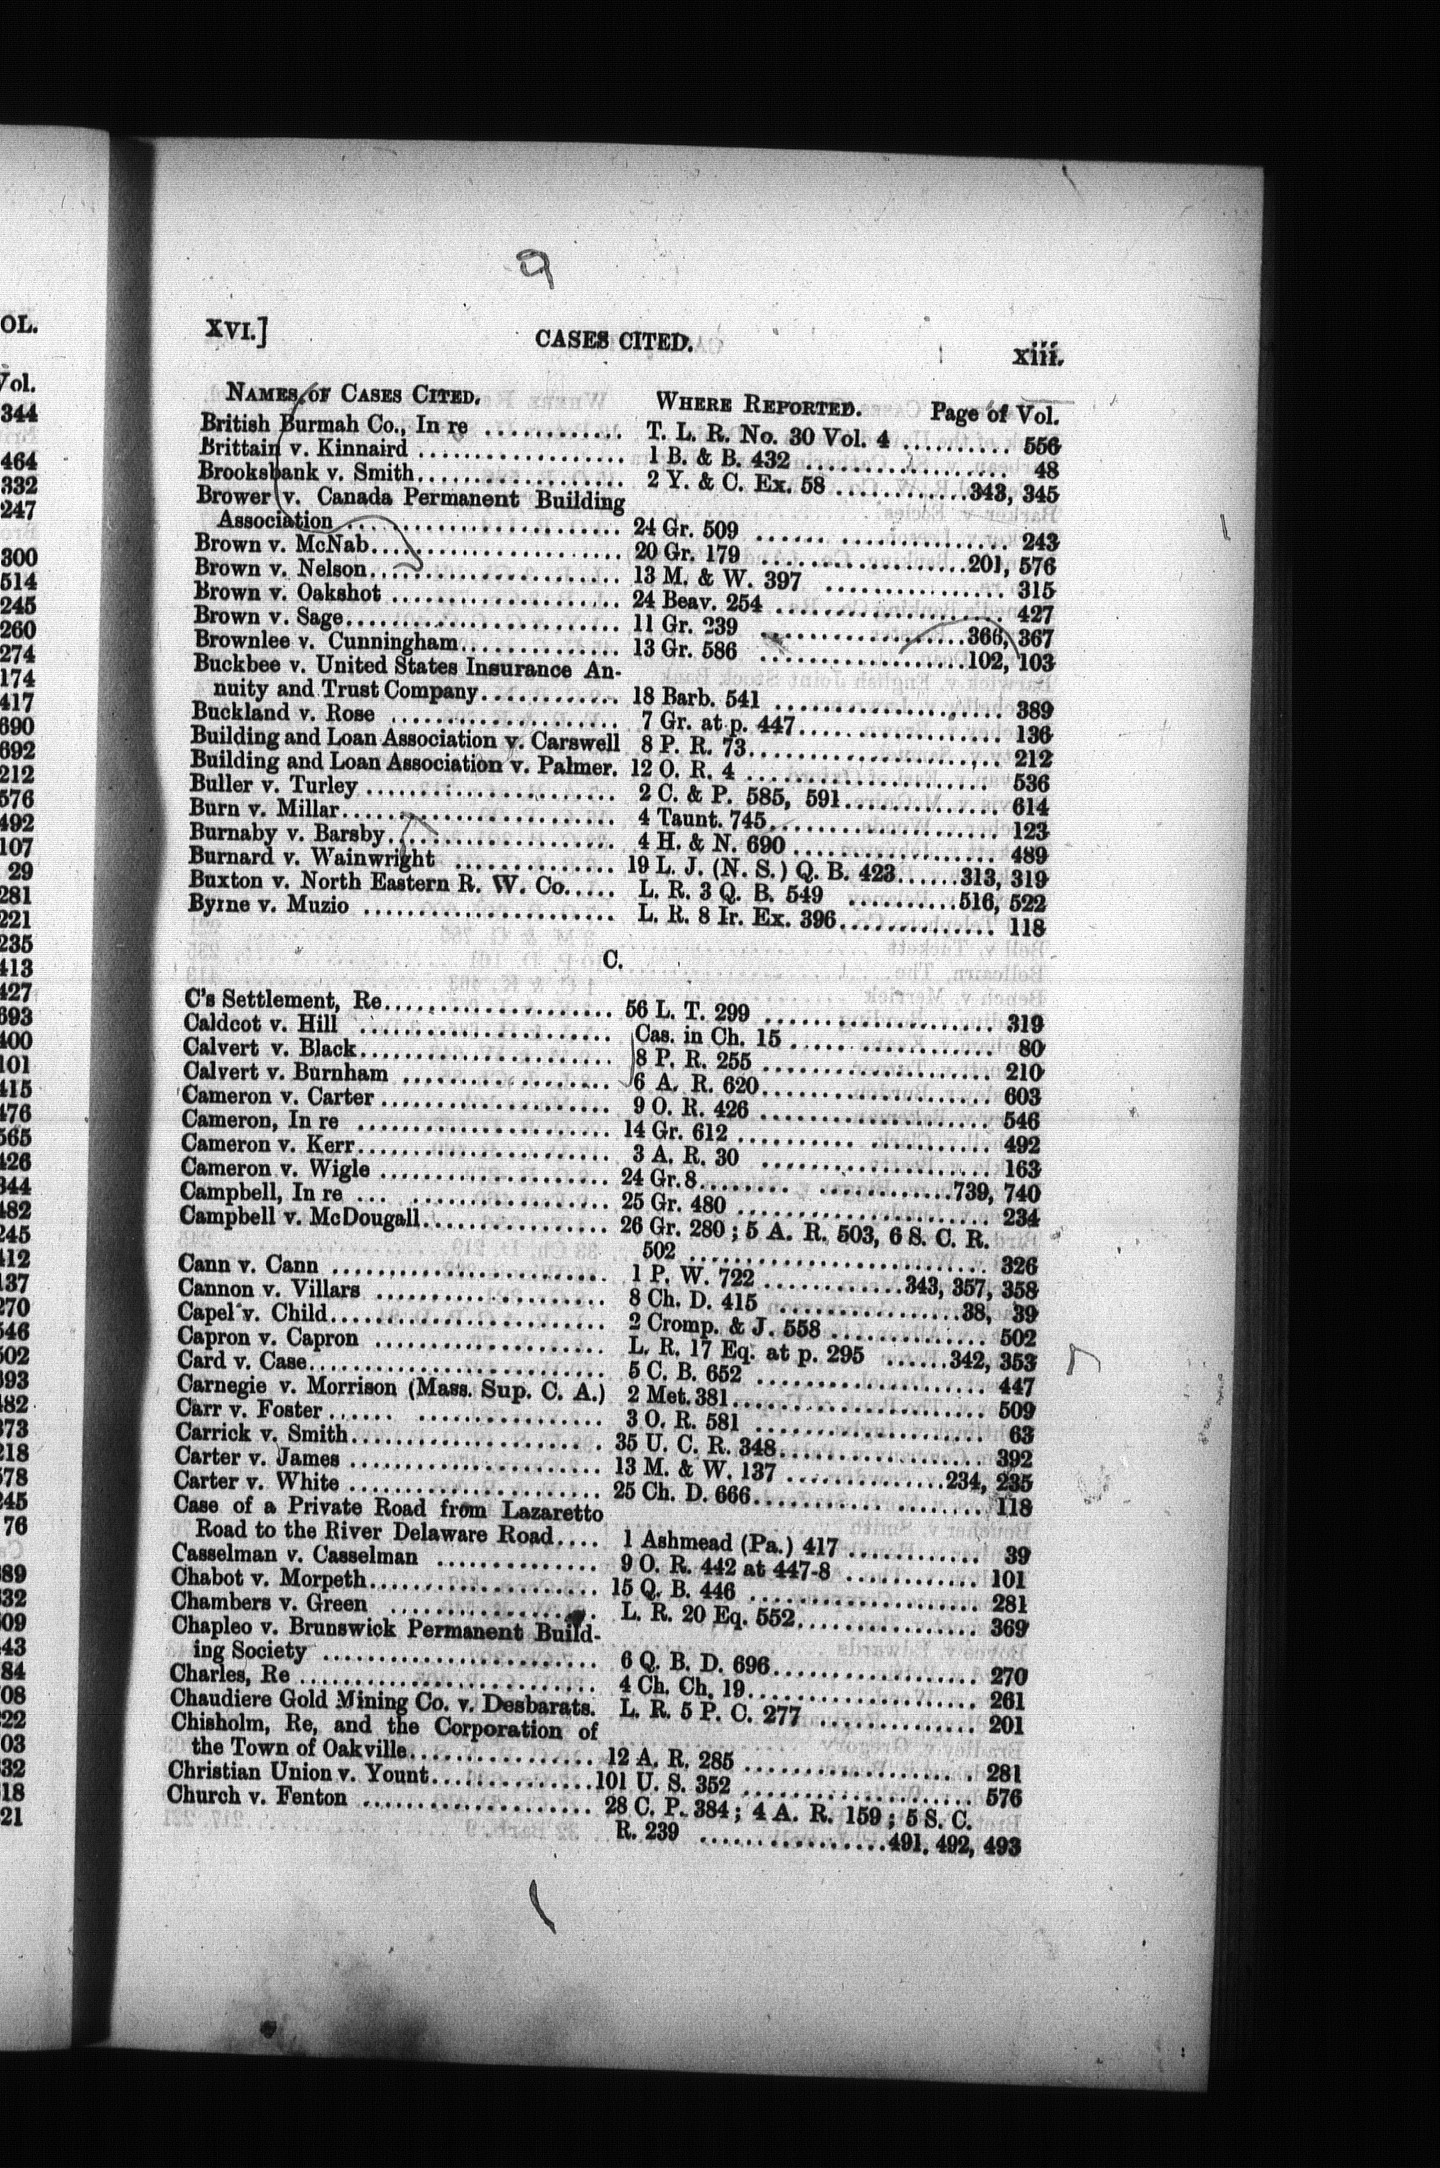 XVI.] CASES CITED. xiii.
NAMES OF CASES CITED. WHERE REPORTED. Page of Vol.
British Burmah Co., In re ............ T. L. R. No. 30 Vol. 4 .......... 556
Brittain v. Kinnaird .................. 1 B. & B. 432 .................... 48
Brooksbank v. Smith.................. 2 Y. & C. Ex. 58 ............343, 345
Brower v. Canada Permanent Building
Association ........................ 24 Gr. 509 ...................... 243
Brown v. McNab...................... 20 Gr. 179 ..................201, 576
Brown v. Nelson...................... 13 M. & W. 397 .................. 315
Brown v. Oakshot .................... 24 Beav. 254 .................... 427
Brown v. Sage........................ 11 Gr. 239 ..................366, 367
Brownlee v. Cunningham.............. 13 Gr. 586 ..................102, 103
Buckbee v. United States Insurance An-
nuity and Trust Company............ 18 Barb. 541 .................... 389
Buckland v. Rose .................... 7 Gr. at p. 447.................. 136
Building and Loan Association v. Carswell 8 P. R. 73...................... 212
Building and Loan Association v. Palmer. 12 O. R. 4 ...................... 536
Buller v. Turley ...................... 2 C. & P. 585, 591.............. 614
Burn v. Millar........................ 4 Taunt. 745.................... 123
Burnaby v. Barsby.................... 4 H. & N. 690 .................. 489
Burnard v. Wainwright .............. 19 L. J. (N. S.) Q. B. 423......313, 319
Buxton v. North Eastern R. W. Co..... L. R. 3 Q. B. 549 ..........516, 522
Byrne v. Muzio ...................... L. R. 8 Ir. Ex. 396.............. 118
C.
C's Settlement, Re.................... 56 L. T. 299 .................... 319
Caldcot v. Hill ...................... Cas. in Ch. 15 .................. 80
Calvert v. Black...................... 8 P. R. 255 .................... 210
Calvert v. Burnham .................. 6 A. R. 620.................... 603
Cameron v. Carter .................... 9 O. R. 426 .................... 546
Cameron, In re ...................... 14 Gr. 612 ...................... 492
Cameron v. Kerr...................... 3 A. R. 30 .................... 163
Cameron v. Wigle .................... 24 Gr. 8........ ............739, 740
Campbell, In re ... .................. 25 Gr. 480 ...................... 234
Campbell v. McDougall................ 26 Gr. 280 ; 5 A. R. 503, 6 S. C. R.
502 ............................ 326
Cann v. Cann ........................ 1 P. W. 722 ............343, 357, 358
Cannon v. Villars .................... 8 Ch. D. 415 ................38, 39
Capel v. Child........................ 2 Cromp. & J. 558 .............. 502
Capron v. Capron .................... L. R. 17 Eq. at p. 295 ......342, 353
Card v. Case.......................... 5 C. B. 652 .................... 447
Carnegie v. Morrison (Mass. Sup. C. A.) 2 Met. 381...................... 509
Carr v. Foster ...... ................ 3 O. R. 581 .................... 63
Carrick v. Smith...................... 35 U. C. R. 348.................. 392
Carter v. James ...................... 13 M. & W. 137 ..............234, 235
Carter v. White ...................... 25 Ch. D. 666.................... 118
Case of a Private Road from Lazaretto
Road to the River Delaware Road.... 1 Ashmead (Pa.) 417 ............ 39
Casselman v. Casselman .............. 9 O. R. 442 at 447-8 ............ 101
Chabot v. Morpeth.................... 15 Q. B. 446 .................... 281
Chambers v. Green .................. L. R. 20 Eq. 552................ 369
Chapleo v. Brunswick Permanent Build-
ing Society ........................ 6 Q. B. D. 696.................. 270
Charles, Re .......................... 4 Ch. Ch. 19.................... 261
Chaudiere Gold Mining Co. v. Desbarats. L. R. 5 P. C. 277 .............. 201
Chisholm, Re, and the Corporation of
the Town of Oakville................ 12 A. R. 285 .................... 281
Christian Union v. Yount..............101 U. S. 352 .................... 576
Church v. Fenton .................... 28 C. P. 384 ; 4 A. R. 159 ; 5 S. C.
R. 239 ................491, 492, 493